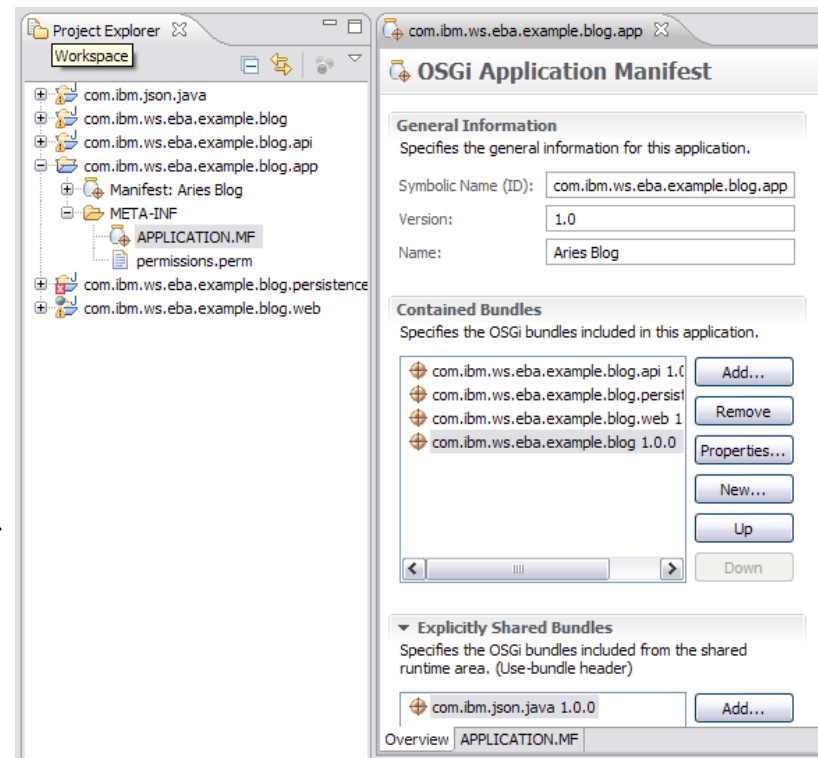 Project Explorer
Workspace
com.ibm.json.java
com.ibm.ws.eba.example.blog
com.ibm.ws.eba.example.blog.api
com.ibm.ws.eba.example.blog.app
Manifest: Aries Blog
META-INF
APPLICATION.MF
permissions.perm
com.ibm.ws.eba.example.blog.persistence
com.ibm.ws.eba.example.blog.web
com.ibm.ws.eba.example.blog.app
OSGi Application Manifest
General Information
Specifies the general information for this application.
Symbolic Name (ID): com.ibm.ws.eba.example.blog.app
Version: 1.0
Name: Aries Blog
Contained Bundles
Specifies the OSGi bundles included in this application.
com.ibm.ws.eba.example.blog.api 1.0
com.ibm.ws.eba.example.blog.persist
com.ibm.ws.eba.example.blog.web 1
com.ibm.ws.eba.example.blog 1.0.0
Add...
Remove
Properties...
New...
Up
Down
Explicitly Shared Bundles
Specifies the OSGi bundles included from the shared
runtime area. (Use-bundle header)
com.ibm.json.java 1.0.0
Add...
Overview APPLICATION.MF